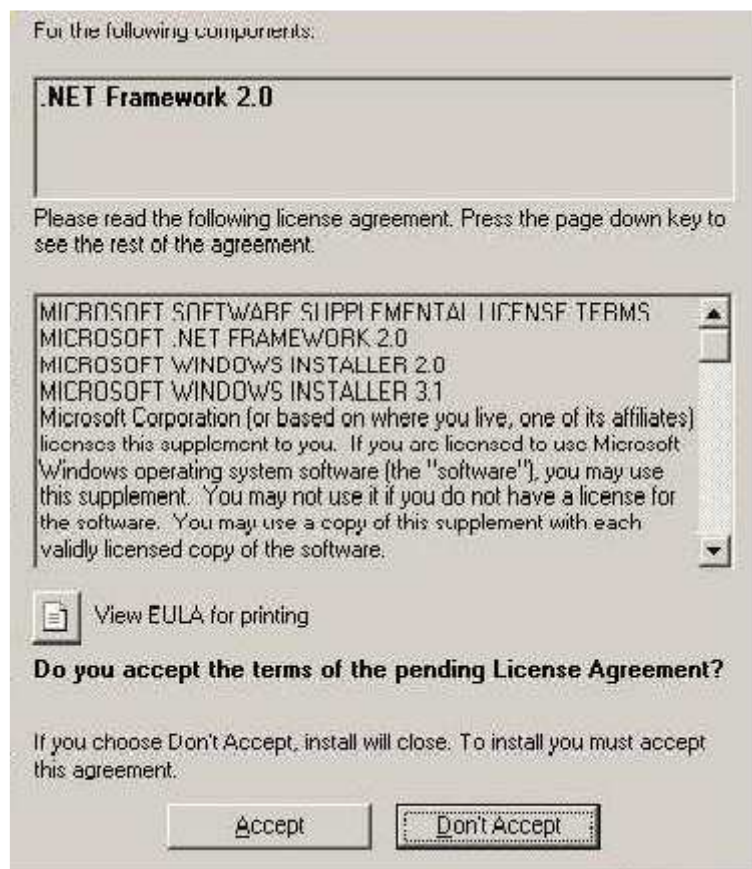 For the following components:
.NET Framework 2.0
Please read the following license agreement. Press the page down key to
see the rest of the agreement.
MICROSOFT SOFTWARE SUPPLEMENTAL LICENSE TERMS
MICROSOFT .NET FRAMEWORK 2.0
MICROSOFT WINDOWS INSTALLER 2.0
MICROSOFT WINDOWS INSTALLER 3.1
Microsoft Corporation (or based on where you live, one of its affiliates)
licenses this supplement to you.  If you are licensed to use Microsoft
Windows operating system software (the "software"), you may use
this supplement.  You may not use it if you do not have a license for
the software.  You may use a copy of this supplement with each
validly licensed copy of the software.
View EULA for printing
Do you accept the terms of the pending License Agreement?
If you choose Don't Accept, install will close. To install you must accept
this agreement.
Accept
Don't Accept